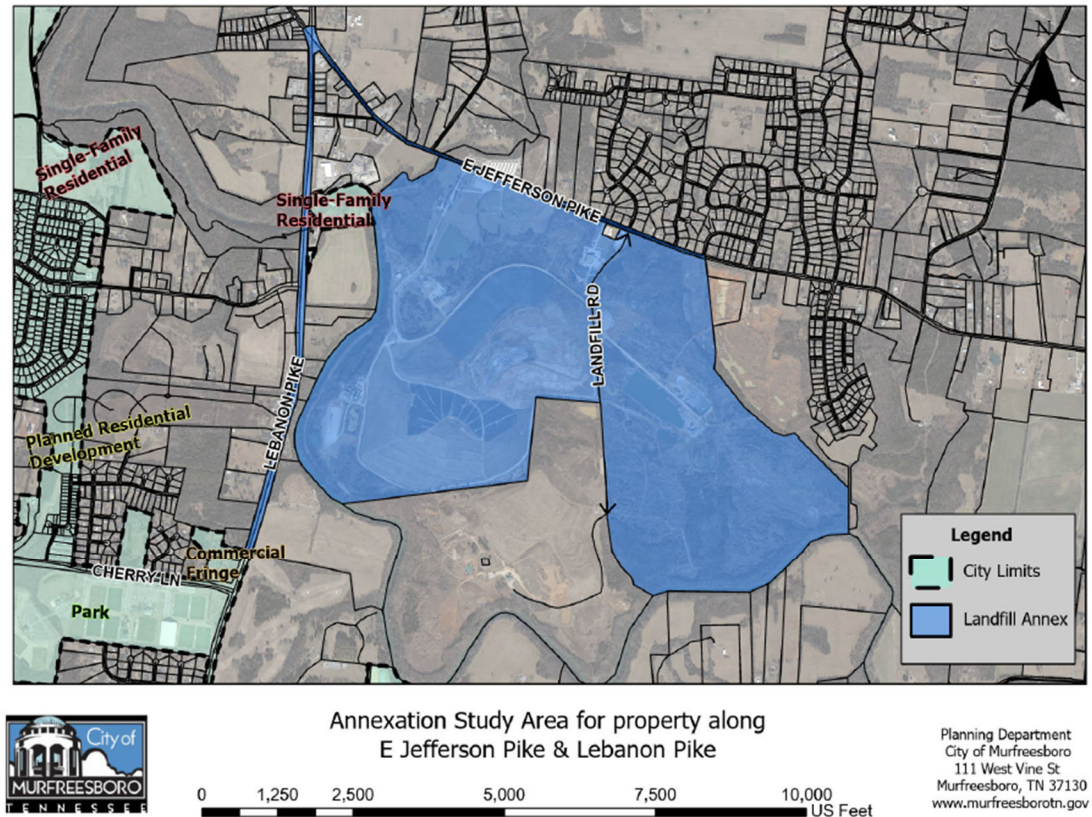 N
Single-Family
Residential
Single-Family
Residential
E JEFFERSON PIKE
LANDFILL RD
LEBANON PIKE
Planned Residential
Development
Commercial
Fringe
CHERRY LN
Park
Legend
City Limits
Landfill Annex
City of
MURFREESBORO
TENNESSEE
Annexation Study Area for property along
E Jefferson Pike & Lebanon Pike
0 1,250 2,500 5,000 7,500 10,000
US Feet
Planning Department
City of Murfreesboro
111 West Vine St
Murfreesboro, TN 37130
www.murfreesborotn.gov